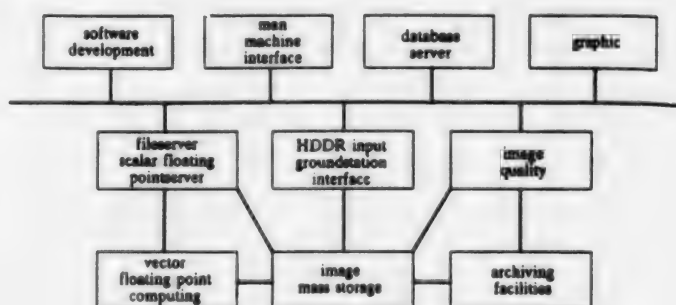 software
development
man
machine
interface
database
server
graphic
fileserver
scalar floating
pointserver
HDDR input
groundstation
interface
image
quality
vector
floating point
computing
image
mass storage
archiving
facilities